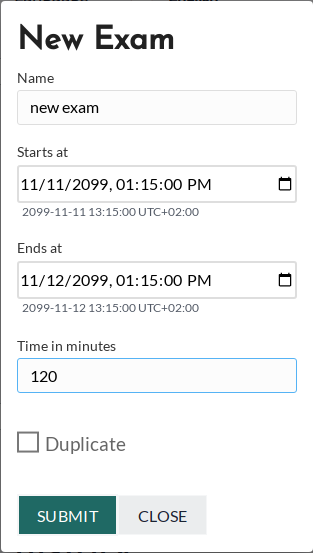 New Exam
Name
new exam
Starts at
11/11/2099, 01:15:00 PM
2099-11-11 13:15:00 UTC+02:00
Ends at
11/12/2099, 01:15:00 PM
2099-11-12 13:15:00 UTC+02:00
Time in minutes
120
Duplicate
SUBMIT CLOSE